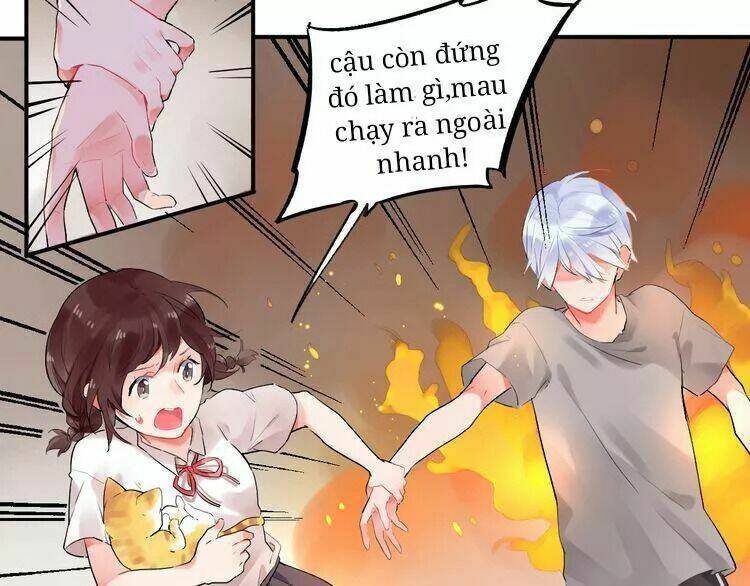 cậu còn đứng
đó làm gì,mau
chạy ra ngoài
nhanh!